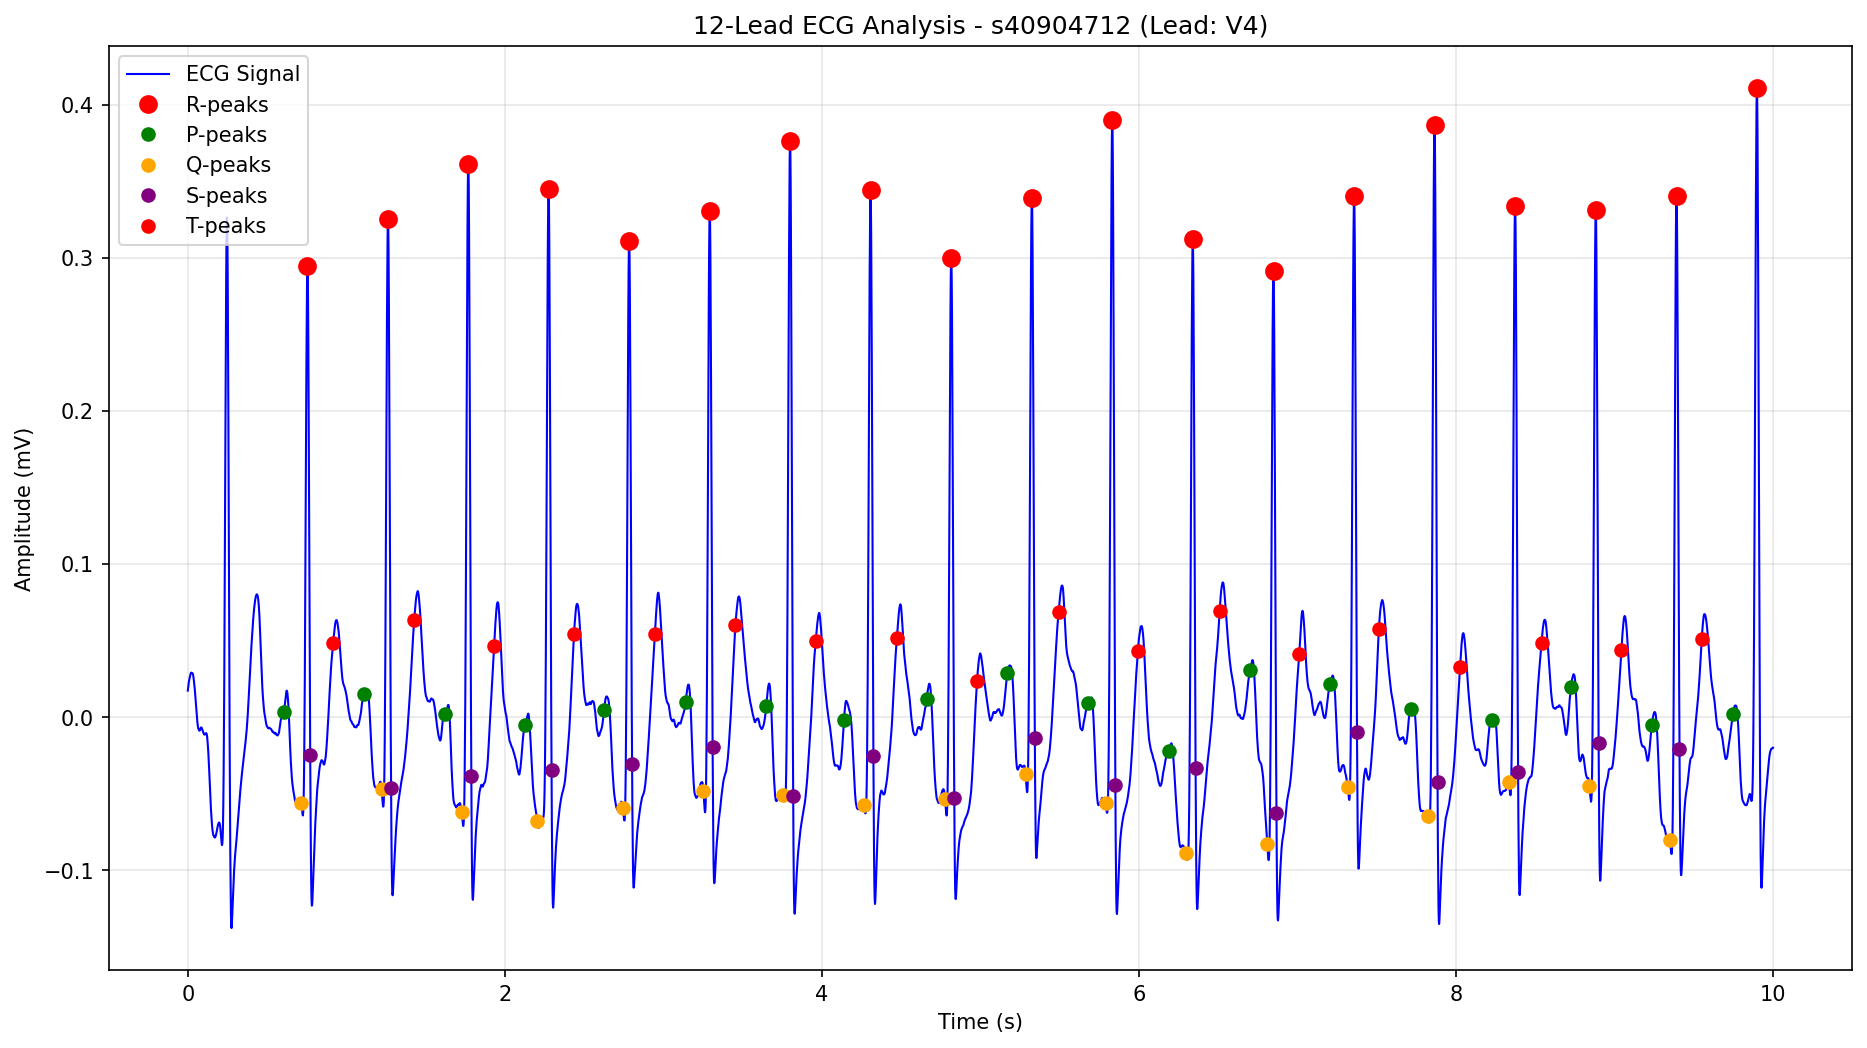 12-Lead ECG Analysis - s40904712 (Lead: V4)
ECG Signal
R-peaks
P-peaks
Q-peaks
S-peaks
T-peaks
Amplitude (mV)
0.4
0.3
0.2
0.1
0.0
−0.1
0 2 4 6 8 10
Time (s)